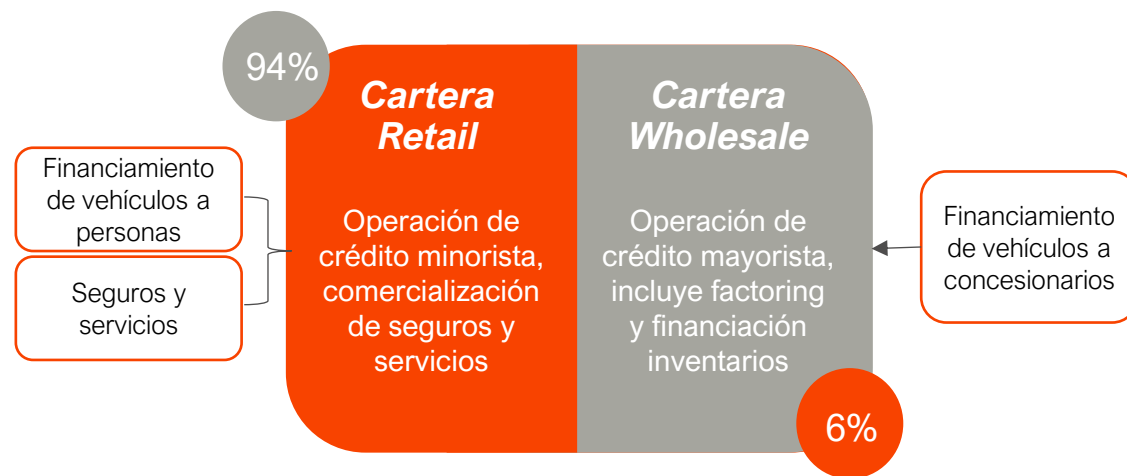 94%
Cartera
Retail
Operación de
crédito minorista,
comercialización
de seguros y
servicios
Financiamiento
de vehículos a
personas
Seguros y
servicios
Cartera
Wholesale
Operación de
crédito mayorista,
incluye factoring
y financiación
inventarios
6%
Financiamiento
de vehículos a
concesionarios